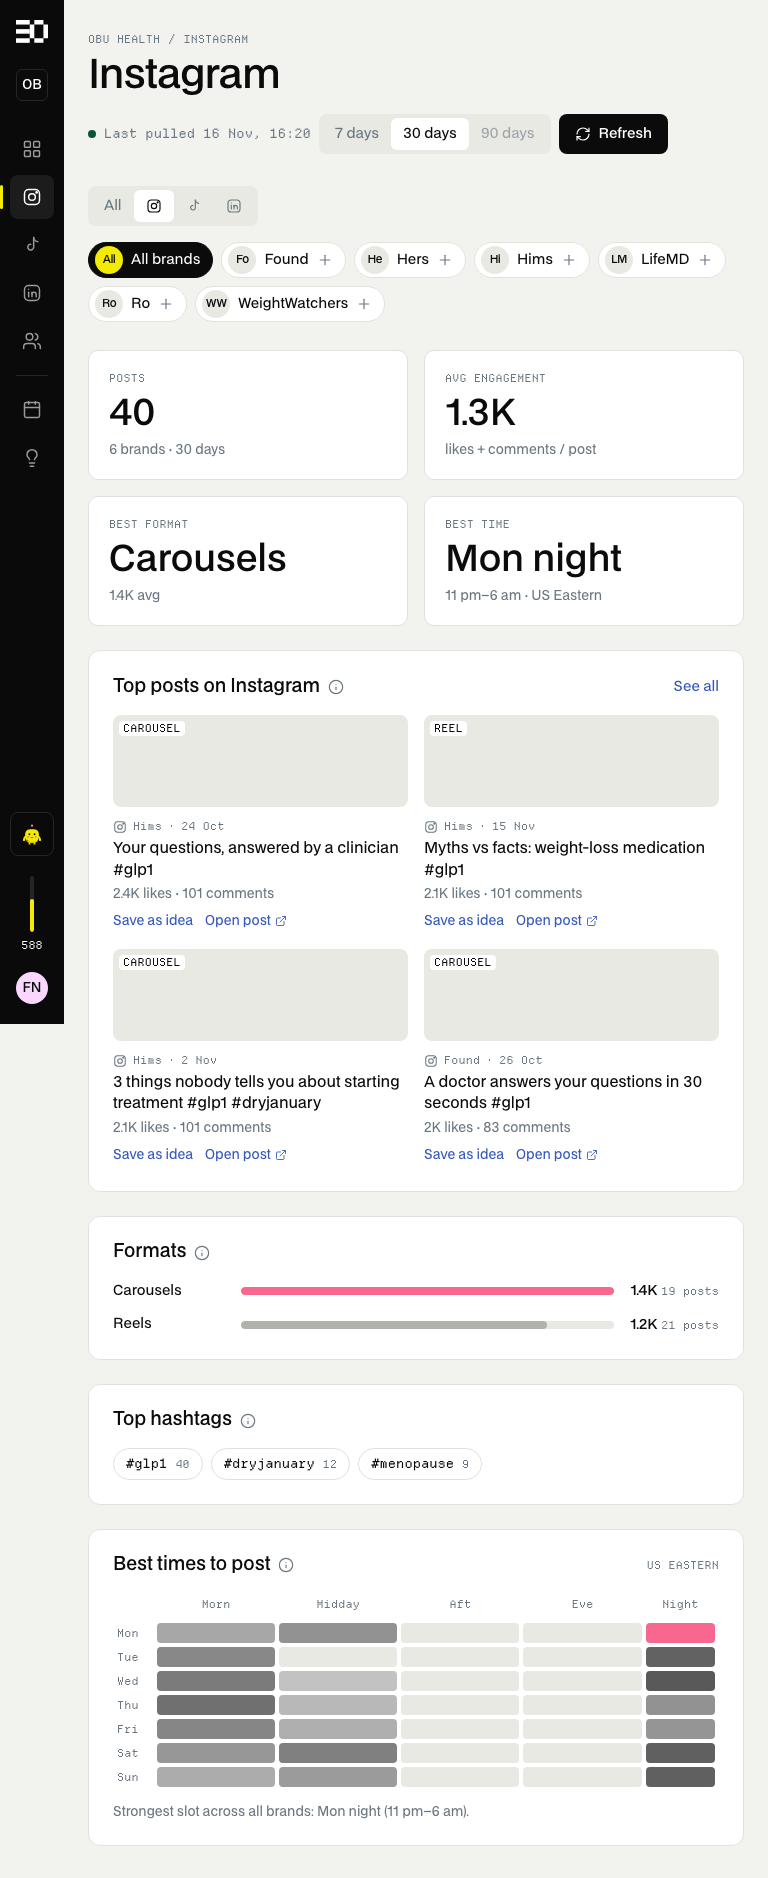 OB
OBU HEALTH / INSTAGRAM
Instagram
Last pulled 16 Nov, 16:20
7 days
30 days
90 days
Refresh
All
All All brands
Fo Found
He Hers
Hi Hims
LM LifeMD
Ro Ro
WW WeightWatchers
POSTS
40
6 brands · 30 days
AVG ENGAGEMENT
1.3K
likes + comments / post
BEST FORMAT
Carousels
1.4K avg
BEST TIME
Mon night
11 pm–6 am · US Eastern
Top posts on Instagram
See all
CAROUSEL
Hims · 24 Oct
Your questions, answered by a clinician
#glp1
2.4K likes · 101 comments
Save as idea Open post
REEL
Hims · 15 Nov
Myths vs facts: weight-loss medication
#glp1
2.1K likes · 101 comments
Save as idea Open post
CAROUSEL
Hims · 2 Nov
3 things nobody tells you about starting
treatment #glp1 #dryjanuary
2.1K likes · 101 comments
Save as idea Open post
CAROUSEL
Found · 26 Oct
A doctor answers your questions in 30
seconds #glp1
2K likes · 83 comments
Save as idea Open post
588
FN
Formats
Carousels 1.4K 19 posts
Reels 1.2K 21 posts
Top hashtags
#glp1 40
#dryjanuary 12
#menopause 9
Best times to post
US EASTERN
Morn Midday Aft Eve Night
Mon
Tue
Wed
Thu
Fri
Sat
Sun
Strongest slot across all brands: Mon night (11 pm–6 am).